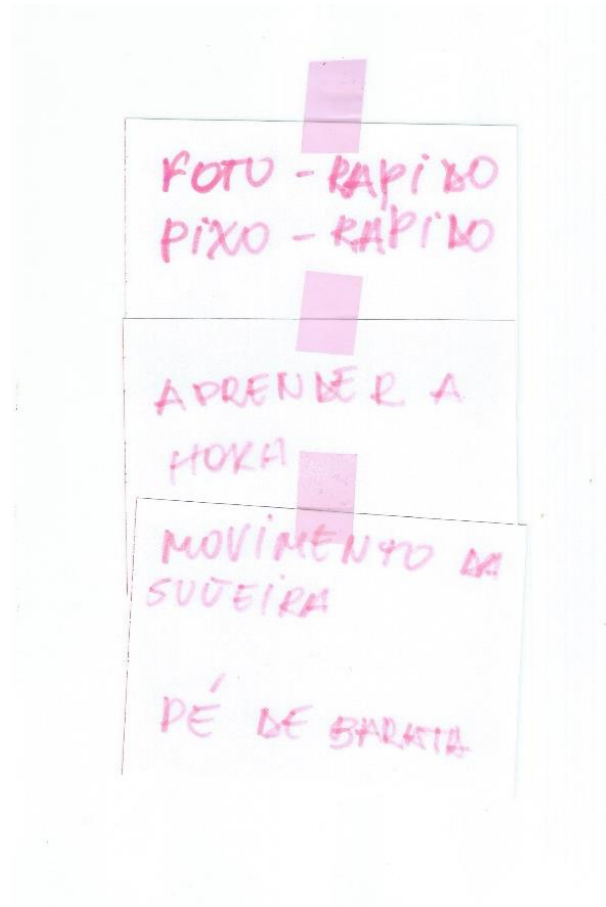 FOTO - RAPIDO
PIXO - RAPIDO
APRENDER A
HORA
MOVIMENTO DA
SUJEIRA
PÉ DE BARATA